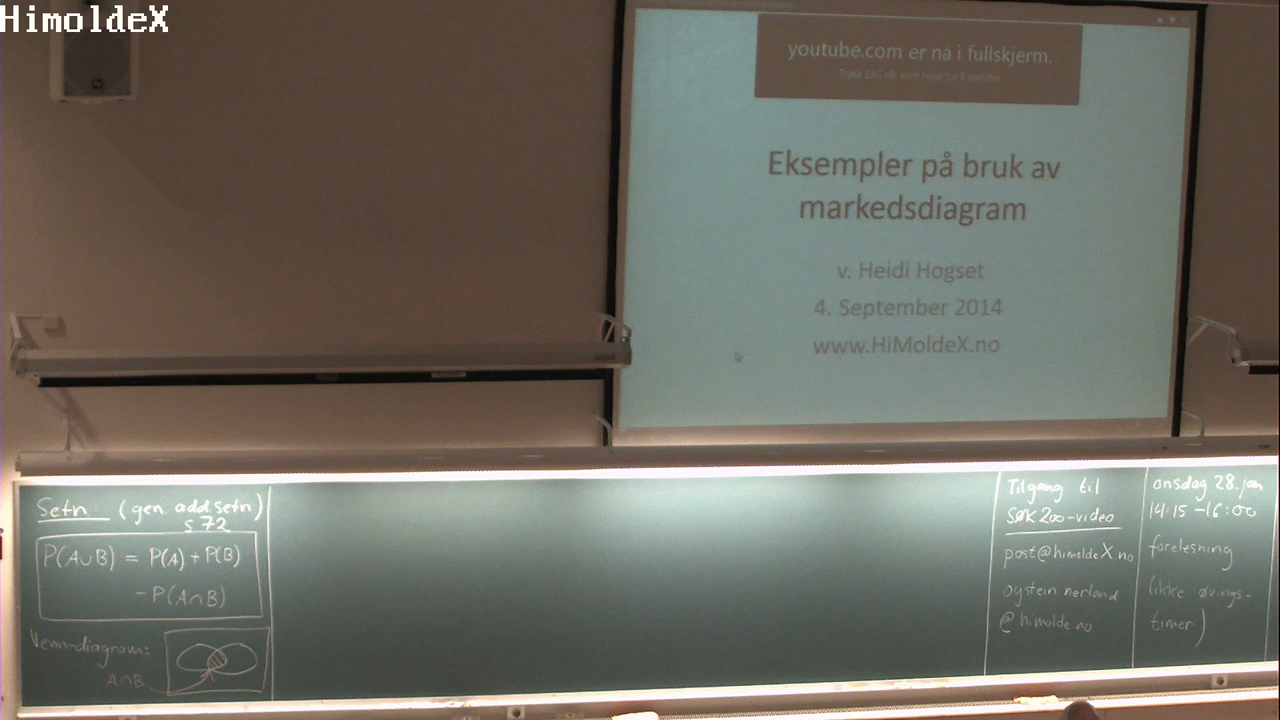 HimoldeX
youtube.com er nå i fullskjerm.
Eksempler på bruk av
markedsdiagram
v. Heidi Hogset
4. September 2014
www.HiMoldeX.no
Setn: (gen. add setn)
s 72
P(A∪B) = P(A) + P(B)
- P(A∩B)
Venn-diagram:
A∩B
Tilgang til
SØK200-video
post@himoldeX no
oystein nerland
@himolde.no
onsdag 28. jan
14:15 -16:00
forelesning
(ikke øvings-
timer)